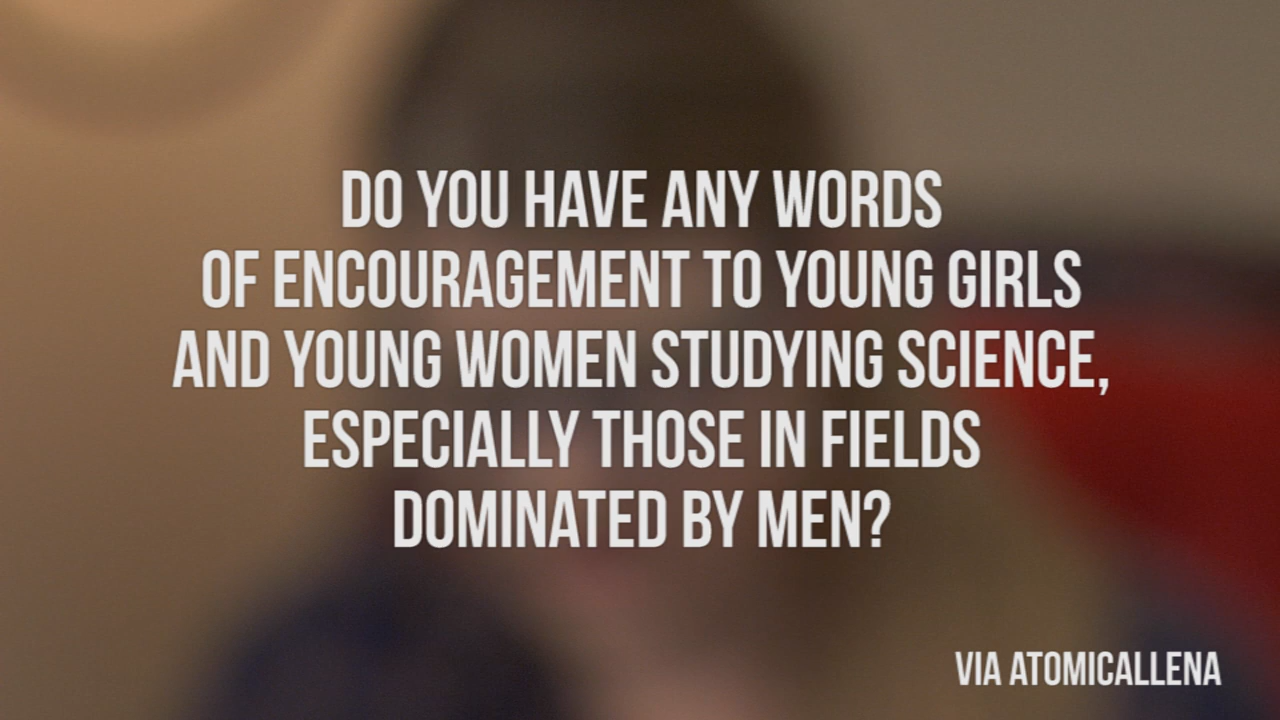 DO YOU HAVE ANY WORDS
OF ENCOURAGEMENT TO YOUNG GIRLS
AND YOUNG WOMEN STUDYING SCIENCE,
ESPECIALLY THOSE IN FIELDS
DOMINATED BY MEN?
VIA ATOMICALLENA